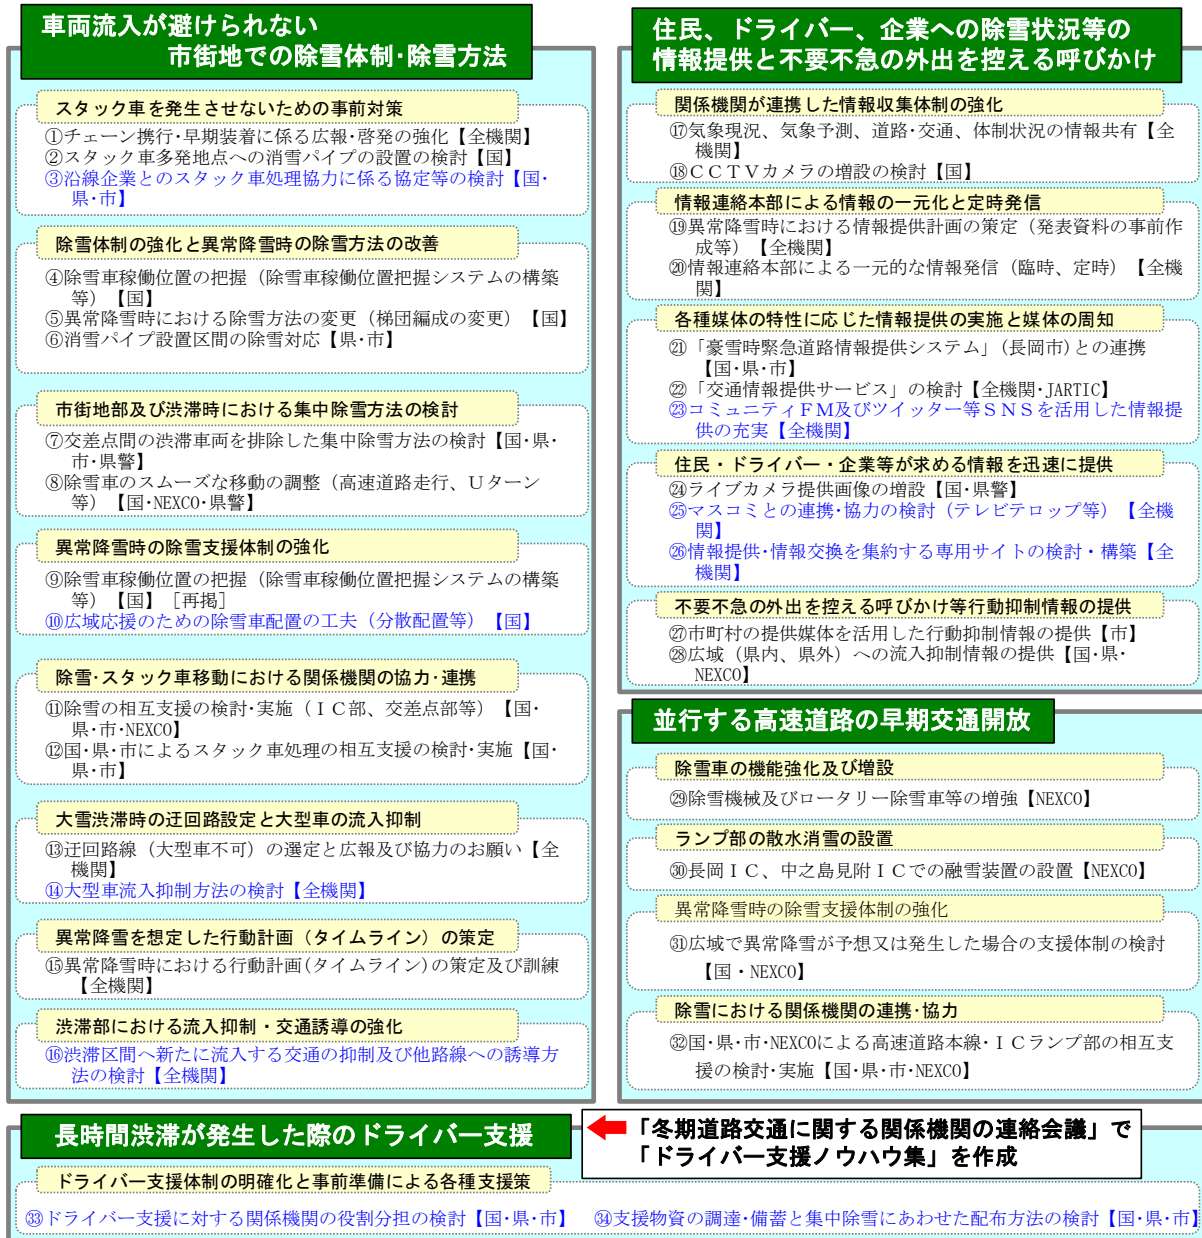 車両流入が避けられない
市街地での除雪体制･除雪方法
スタック車を発生させないための事前対策
①チェーン携行･早期装着に係る広報･啓発の強化【全機関】
②スタック車多発地点への消雪パイプの設置の検討【国】
③沿線企業とのスタック車処理協力に係る協定等の検討【国･
県･市】
除雪体制の強化と異常降雪時の除雪方法の改善
④除雪車稼働位置の把握（除雪車稼働位置把握システムの構築
等）【国】
⑤異常降雪時における除雪方法の変更（梯団編成の変更）【国】
⑥消雪パイプ設置区間の除雪対応【県･市】
市街地部及び渋滞時における集中除雪方法の検討
⑦交差点間の渋滞車両を排除した集中除雪方法の検討【国･県･
市･県警】
⑧除雪車のスムーズな移動の調整（高速道路走行、Uターン
等）【国･NEXCO･県警】
異常降雪時の除雪支援体制の強化
⑨除雪車稼働位置の把握（除雪車稼働位置把握システムの構築
等）【国】［再掲］
⑩広域応援のための除雪車配置の工夫（分散配置等）【国】
除雪･スタック車移動における関係機関の協力･連携
⑪除雪の相互支援の検討･実施（ＩＣ部、交差点部等）【国･
県･市･NEXCO】
⑫国･県･市によるスタック車処理の相互支援の検討･実施【国･
県･市】
大雪渋滞時の迂回路設定と大型車の流入抑制
⑬迂回路線（大型車不可）の選定と広報及び協力のお願い【全
機関】
⑭大型車流入抑制方法の検討【全機関】
異常降雪を想定した行動計画（タイムライン）の策定
⑮異常降雪時における行動計画(タイムライン)の策定及び訓練
【全機関】
渋滞部における流入抑制・交通誘導の強化
⑯渋滞区間へ新たに流入する交通の抑制及び他路線への誘導方
法の検討【全機関】
住民、ドライバー、企業への除雪状況等の
情報提供と不要不急の外出を控える呼びかけ
関係機関が連携した情報収集体制の強化
⑰気象現況、気象予測、道路･交通、体制状況の情報共有【全
機関】
⑱ＣＣＴＶカメラの増設の検討【国】
情報連絡本部による情報の一元化と定時発信
⑲異常降雪時における情報提供計画の策定（発表資料の事前作
成等）【全機関】
⑳情報連絡本部による一元的な情報発信（臨時、定時）【全機
関】
各種媒体の特性に応じた情報提供の実施と媒体の周知
㉑「豪雪時緊急道路情報提供システム」(長岡市)との連携
【国･県･市】
㉒「交通情報提供サービス」の検討【全機関･JARTIC】
㉓コミュニティＦＭ及びツイッター等ＳＮＳを活用した情報提
供の充実【全機関】
住民・ドライバー・企業等が求める情報を迅速に提供
㉔ライブカメラ提供画像の増設【国･県警】
㉕マスコミとの連携･協力の検討（テレビテロップ等）【全機
関】
㉖情報提供･情報交換を集約する専用サイトの検討・構築【全
機関】
不要不急の外出を控える呼びかけ等行動抑制情報の提供
㉗市町村の提供媒体を活用した行動抑制情報の提供【市】
㉘広域（県内、県外）への流入抑制情報の提供【国･県･
NEXCO】
並行する高速道路の早期交通開放
除雪車の機能強化及び増設
㉙除雪機械及びロータリー除雪車等の増強【NEXCO】
ランプ部の散水消雪の設置
㉚長岡ＩＣ、中之島見附ＩＣでの融雪装置の設置【NEXCO】
異常降雪時の除雪支援体制の強化
㉛広域で異常降雪が予想又は発生した場合の支援体制の検討
【国・NEXCO】
除雪における関係機関の連携･協力
㉜国･県･市･NEXCOによる高速道路本線･ＩＣランプ部の相互支
援の検討･実施【国･県･市･NEXCO】
長時間渋滞が発生した際のドライバー支援
「冬期道路交通に関する関係機関の連絡会議」で
「ドライバー支援ノウハウ集」を作成
ドライバー支援体制の明確化と事前準備による各種支援策
㉝ドライバー支援に対する関係機関の役割分担の検討【国･県･市】
㉞支援物資の調達･備蓄と集中除雪にあわせた配布方法の検討【国･県･市】